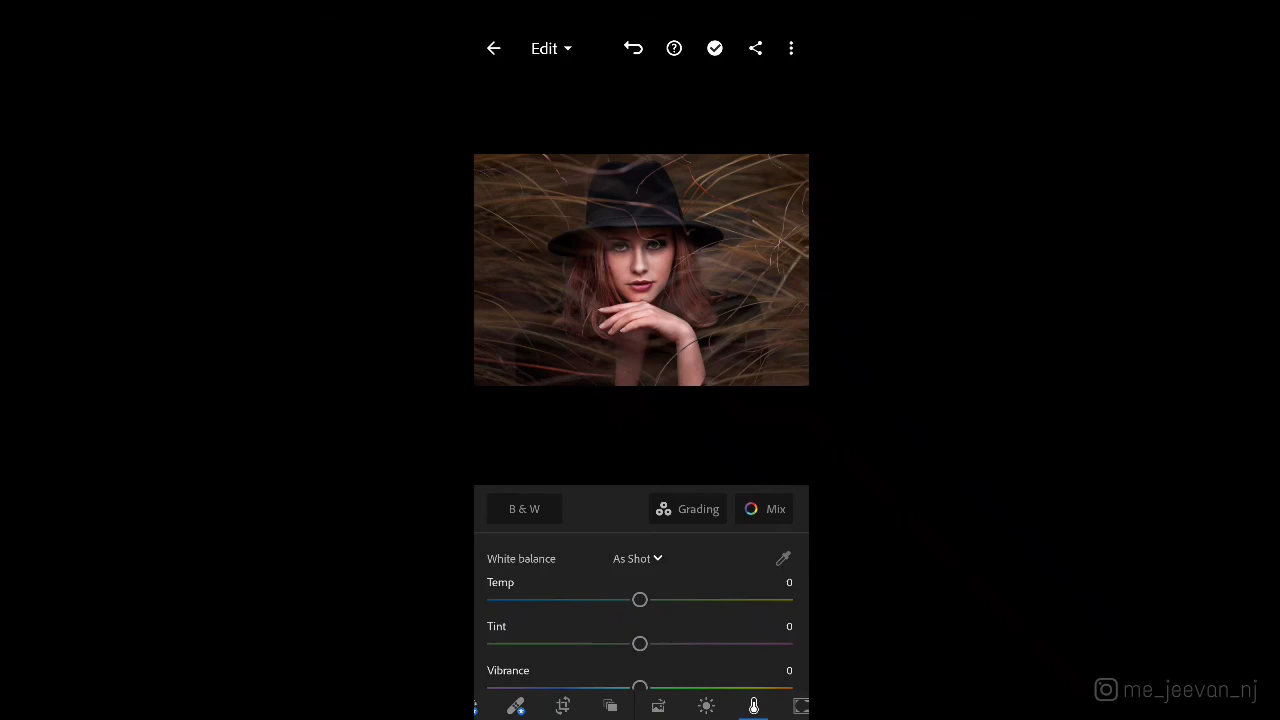 Edit
B & W
Grading
Mix
White balance
As Shot
Temp
0
Tint
0
Vibrance
0
me_jeevan_nj